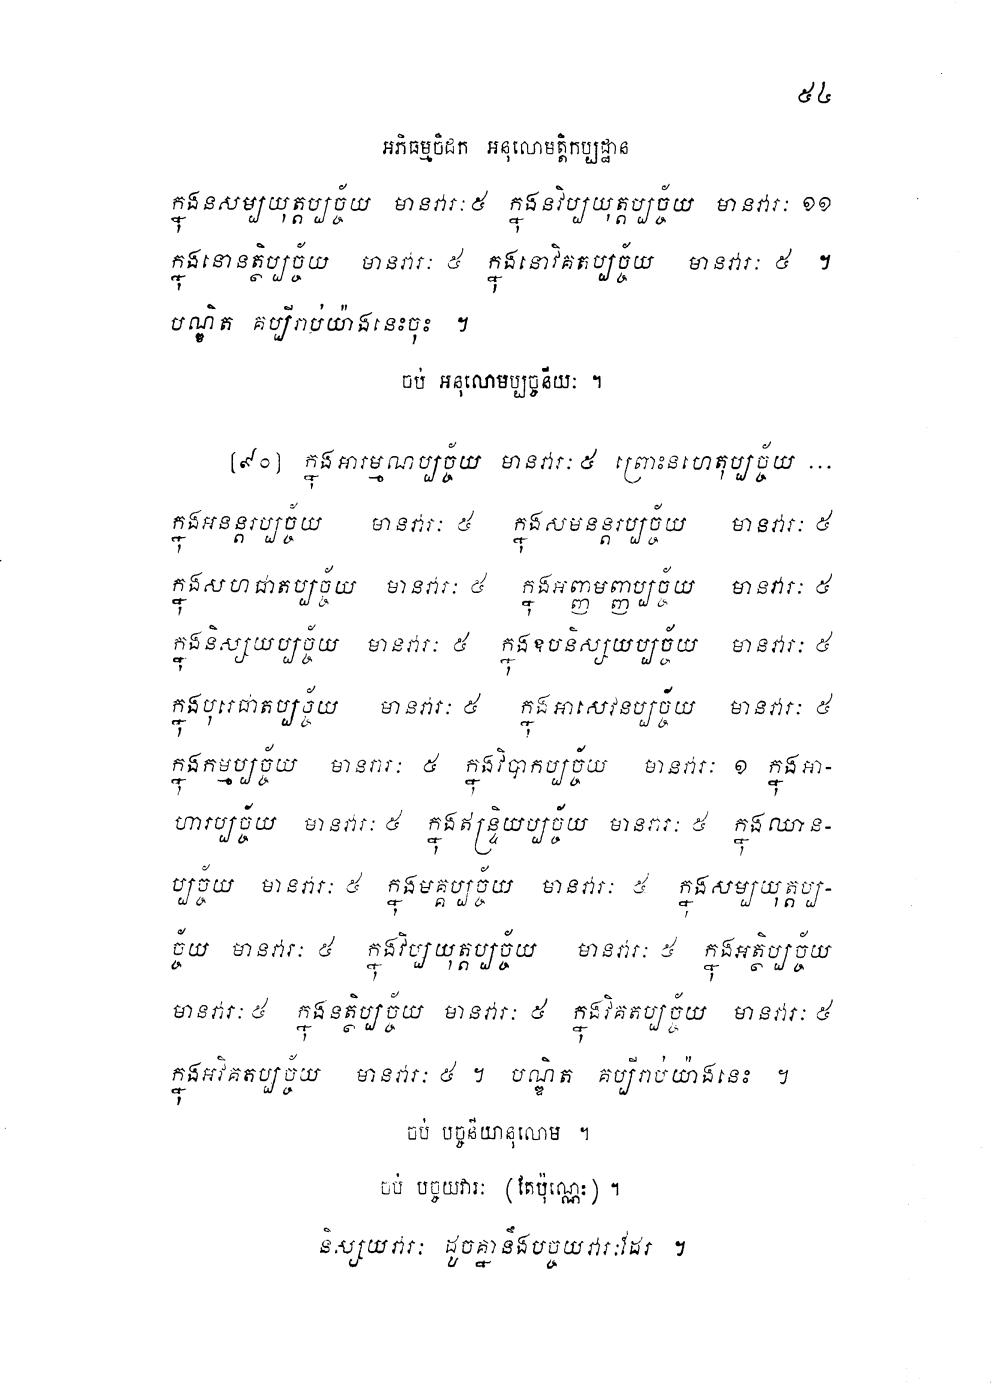 ៥៤
អភិធម្មបិដក អនុលោមត្តិកប្បដ្ឋាន
ក្នុងនសម្បយុត្តប្បច្ច័យ មានវារៈ ៥ ក្នុងនវិប្បយុត្តប្បច្ច័យ មានវារៈ ១១
ក្នុងនោនត្ថិប្បច្ច័យ មានវារៈ ៥ ក្នុងនោវិគតប្បច្ច័យ មានវារៈ ៥ ។
បណ្ឌិត គប្បីរាប់យ៉ាងនេះចុះ ។
ចប់ អនុលោមប្បច្ចនីយៈ ។
(៩០) ក្នុងអារម្មណប្បច្ច័យ មានវារៈ ៥ ព្រោះនហេតុប្បច្ច័យ ...
ក្នុងអនន្តរប្បច្ច័យ មានវារៈ ៥ ក្នុងសមនន្តរប្បច្ច័យ មានវារៈ ៥
ក្នុងសហជាតប្បច្ច័យ មានវារៈ ៥ ក្នុងអញ្ញាមញ្ញប្បច្ច័យ មានវារៈ ៥
ក្នុងនិស្សយប្បច្ច័យ មានវារៈ ៥ ក្នុងឧបនិស្សយប្បច្ច័យ មានវារៈ ៥
ក្នុងបុរេជាតប្បច្ច័យ មានវារៈ ៥ ក្នុងអាសេវនប្បច្ច័យ មានវារៈ ៥
ក្នុងកម្មប្បច្ច័យ មានវារៈ ៥ ក្នុងវិបាកប្បច្ច័យ មានវារៈ ១ ក្នុងអា-
ហារប្បច្ច័យ មានវារៈ ៥ ក្នុងឥន្ទ្រិយប្បច្ច័យ មានវារៈ ៥ ក្នុងឈាន-
ប្បច្ច័យ មានវារៈ ៥ ក្នុងមគ្គប្បច្ច័យ មានវារៈ ៥ ក្នុងសម្បយុត្តប្ប-
ច្ច័យ មានវារៈ ៥ ក្នុងវិប្បយុត្តប្បច្ច័យ មានវារៈ ៥ ក្នុងអត្ថិប្បច្ច័យ
មានវារៈ ៥ ក្នុងនត្ថិប្បច្ច័យ មានវារៈ ៥ ក្នុងវិគតប្បច្ច័យ មានវារៈ ៥
ក្នុងអវិគតប្បច្ច័យ មានវារៈ ៥ ។ បណ្ឌិត គប្បីរាប់យ៉ាងនេះ ។
ចប់ បច្ចនីយានុលោម ។
ចប់ បច្ចយវារៈ (តែប៉ុណ្ណេះ) ។
និស្សយវារៈ ដូចគ្នានឹងបច្ចយវារៈដែរ ។